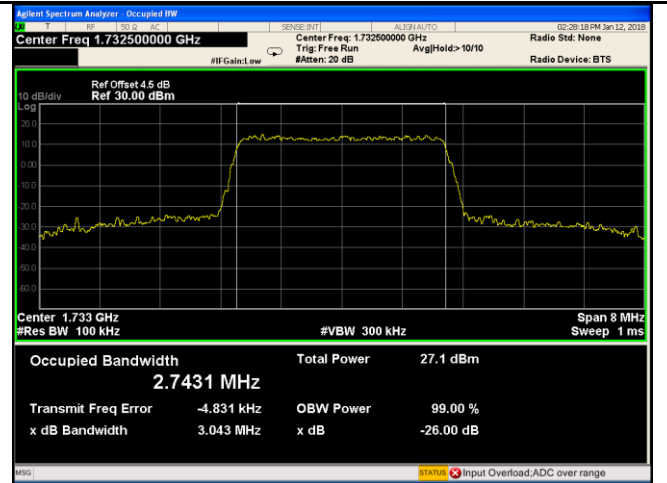 Agilent Spectrum Analyzer - Occupied BW
T RF 50 Ω AC SENSE:INT ALIGN AUTO 02:28:18 PM Jan 12, 2018
Center Freq 1.732500000 GHz Center Freq: 1.732500000 GHz Radio Std: None
Trig: Free Run Avg|Hold:> 10/10
#IFGain:Low #Atten: 20 dB Radio Device: BTS
Ref Offset 4.5 dB
10 dB/div Ref 30.00 dBm
Log
20.0
10.0
0.00
-10.0
-20.0
-30.0
-40.0
-50.0
-60.0
Center 1.733 GHz Span 8 MHz
#Res BW 100 kHz #VBW 300 kHz Sweep 1 ms
Occupied Bandwidth Total Power 27.1 dBm
2.7431 MHz
Transmit Freq Error -4.831 kHz OBW Power 99.00 %
x dB Bandwidth 3.043 MHz x dB -26.00 dB
MSG STATUS Input Overload;ADC over range